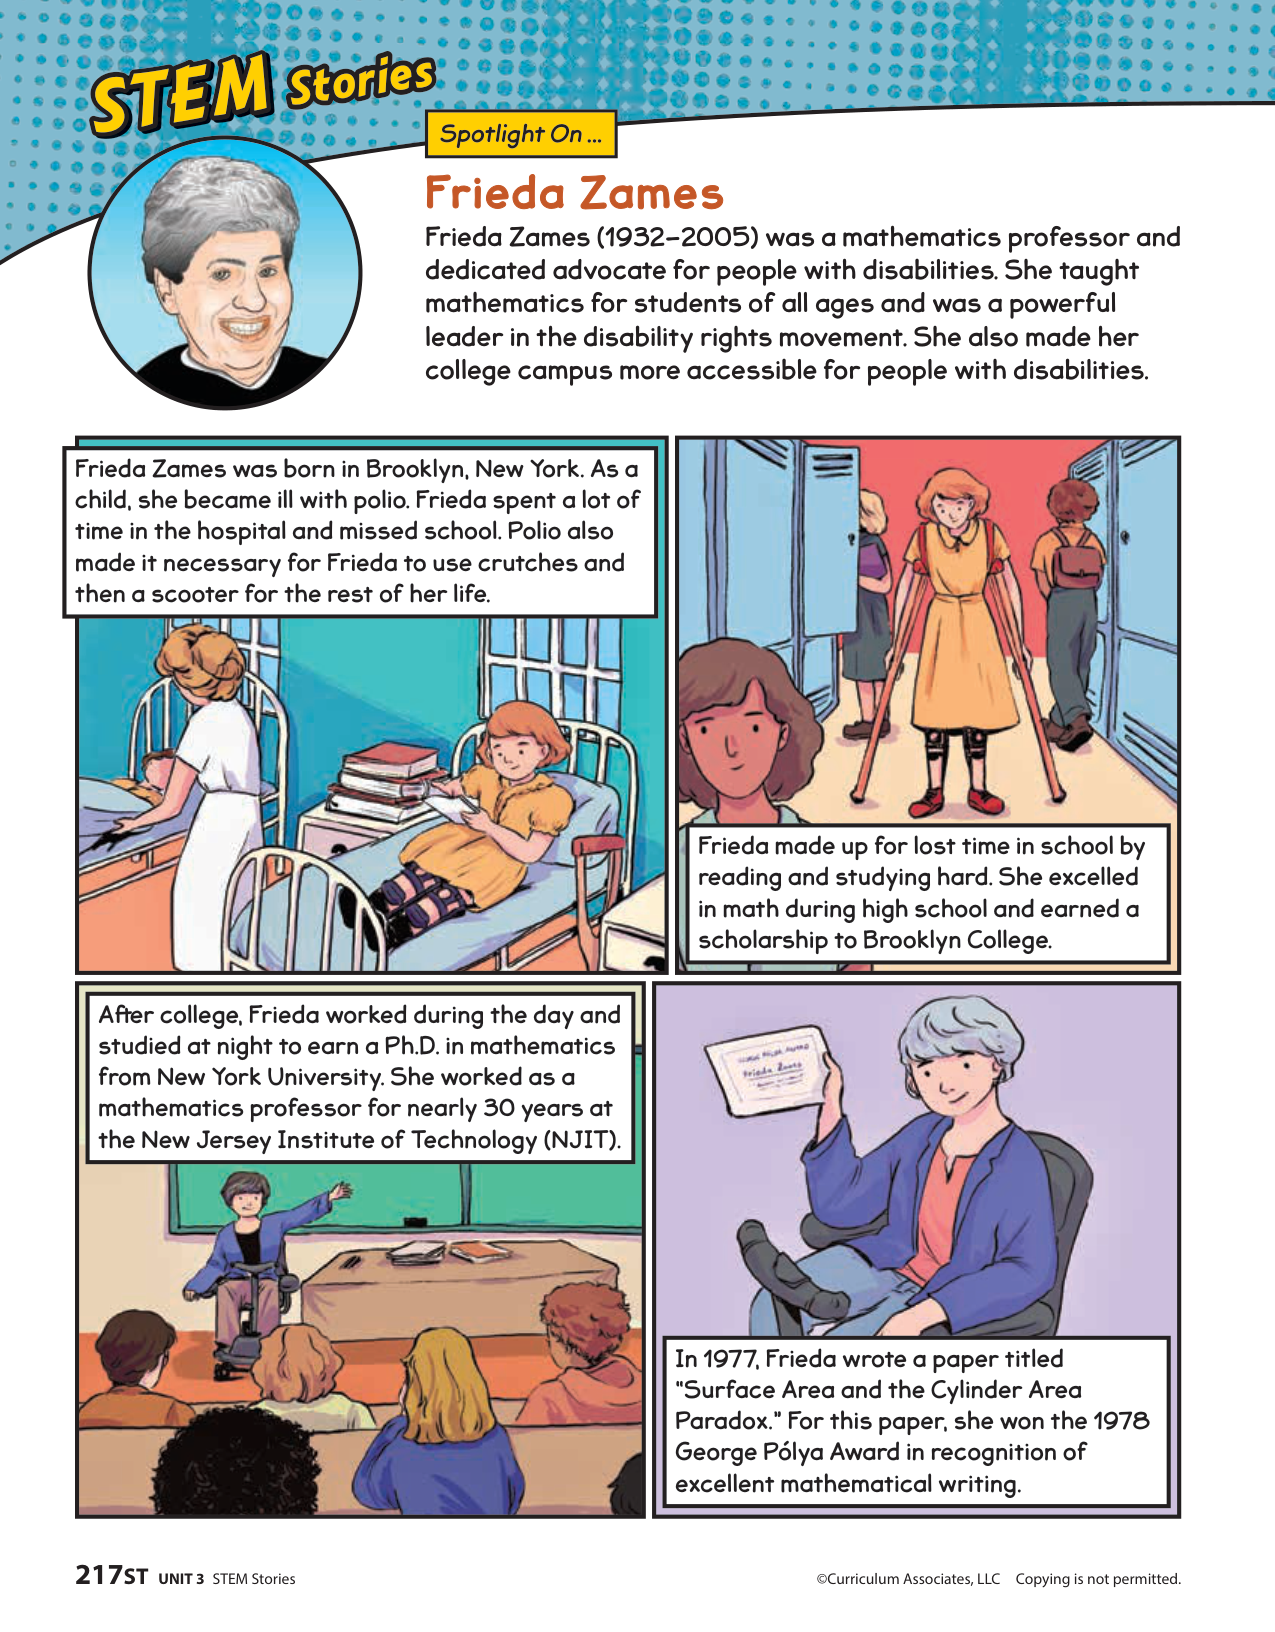 STEM Stories
Spotlight On ...
Frieda Zames
Frieda Zames (1932–2005) was a mathematics professor and
dedicated advocate for people with disabilities. She taught
mathematics for students of all ages and was a powerful
leader in the disability rights movement. She also made her
college campus more accessible for people with disabilities.
Frieda Zames was born in Brooklyn, New York. As a
child, she became ill with polio. Frieda spent a lot of
time in the hospital and missed school. Polio also
made it necessary for Frieda to use crutches and
then a scooter for the rest of her life.
Frieda made up for lost time in school by
reading and studying hard. She excelled
in math during high school and earned a
scholarship to Brooklyn College.
After college, Frieda worked during the day and
studied at night to earn a Ph.D. in mathematics
from New York University. She worked as a
mathematics professor for nearly 30 years at
the New Jersey Institute of Technology (NJIT).
Frieda Zames
In 1977, Frieda wrote a paper titled
"Surface Area and the Cylinder Area
Paradox." For this paper, she won the 1978
George Pólya Award in recognition of
excellent mathematical writing.
217ST UNIT 3 STEM Stories
©Curriculum Associates, LLC Copying is not permitted.